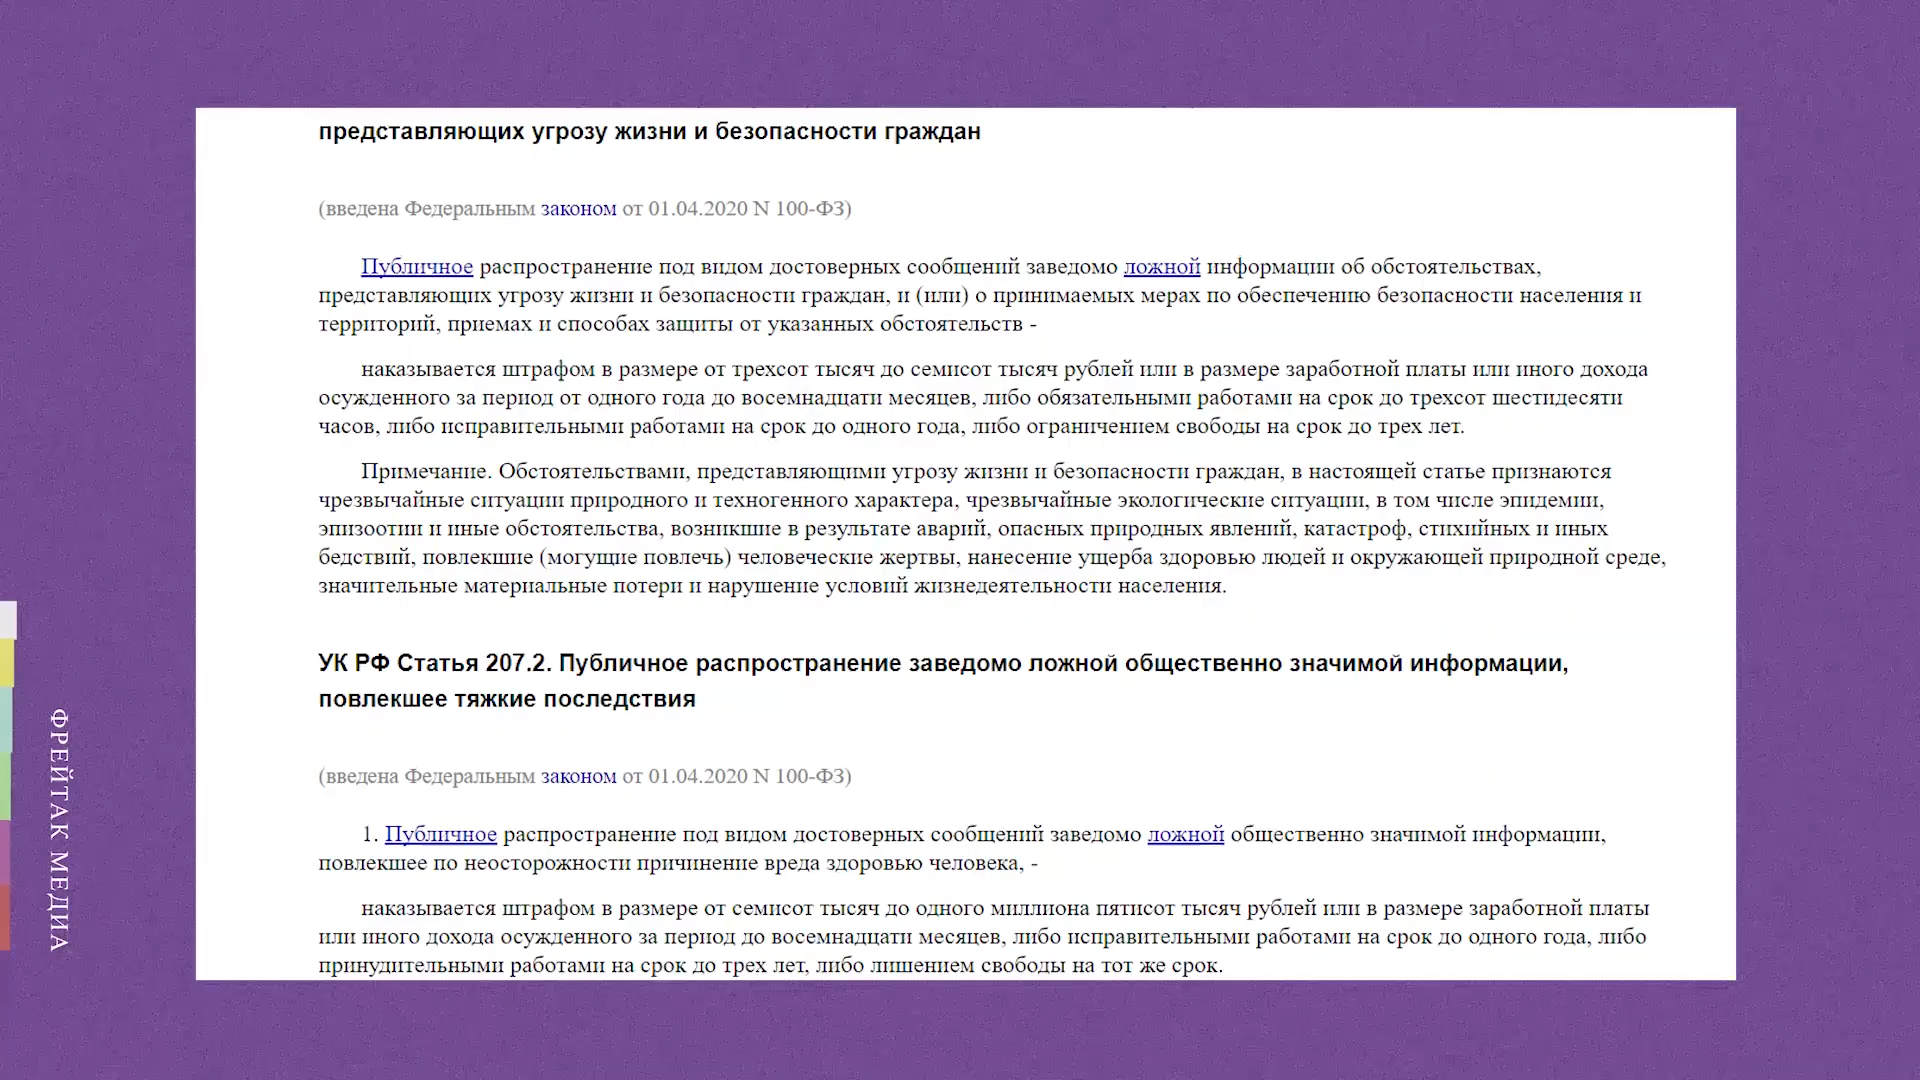 представляющих угрозу жизни и безопасности граждан
(введена Федеральным законом от 01.04.2020 N 100-ФЗ)
Публичное распространение под видом достоверных сообщений заведомо ложной информации об обстоятельствах,
представляющих угрозу жизни и безопасности граждан, и (или) о принимаемых мерах по обеспечению безопасности населения и
территорий, приемах и способах защиты от указанных обстоятельств -
наказывается штрафом в размере от трехсот тысяч до семисот тысяч рублей или в размере заработной платы или иного дохода
осужденного за период от одного года до восемнадцати месяцев, либо обязательными работами на срок до трехсот шестидесяти
часов, либо исправительными работами на срок до одного года, либо ограничением свободы на срок до трех лет.
Примечание. Обстоятельствами, представляющими угрозу жизни и безопасности граждан, в настоящей статье признаются
чрезвычайные ситуации природного и техногенного характера, чрезвычайные экологические ситуации, в том числе эпидемии,
эпизоотии и иные обстоятельства, возникшие в результате аварий, опасных природных явлений, катастроф, стихийных и иных
бедствий, повлекшие (могущие повлечь) человеческие жертвы, нанесение ущерба здоровью людей и окружающей природной среде,
значительные материальные потери и нарушение условий жизнедеятельности населения.
УК РФ Статья 207.2. Публичное распространение заведомо ложной общественно значимой информации,
повлекшее тяжкие последствия
(введена Федеральным законом от 01.04.2020 N 100-ФЗ)
1. Публичное распространение под видом достоверных сообщений заведомо ложной общественно значимой информации,
повлекшее по неосторожности причинение вреда здоровью человека, -
наказывается штрафом в размере от семисот тысяч до одного миллиона пятисот тысяч рублей или в размере заработной платы
или иного дохода осужденного за период до восемнадцати месяцев, либо исправительными работами на срок до одного года, либо
принудительными работами на срок до трех лет, либо лишением свободы на тот же срок.
ФРЕЙТАК МЕДИА